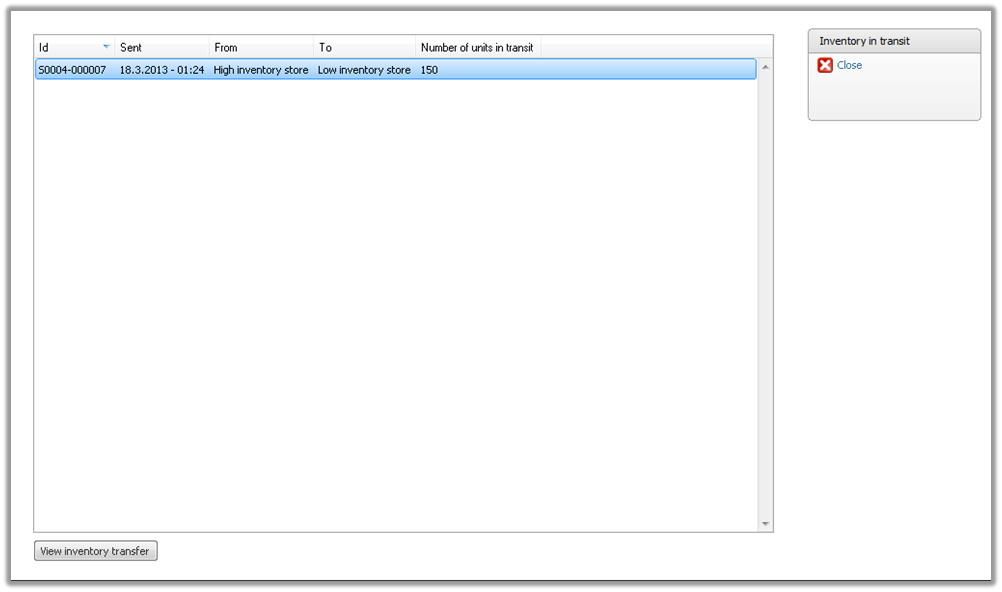 Id Sent From To Number of units in transit
S0004-000007 18.3.2013 - 01:24 High inventory store Low inventory store 150
Inventory in transit
Close
View inventory transfer